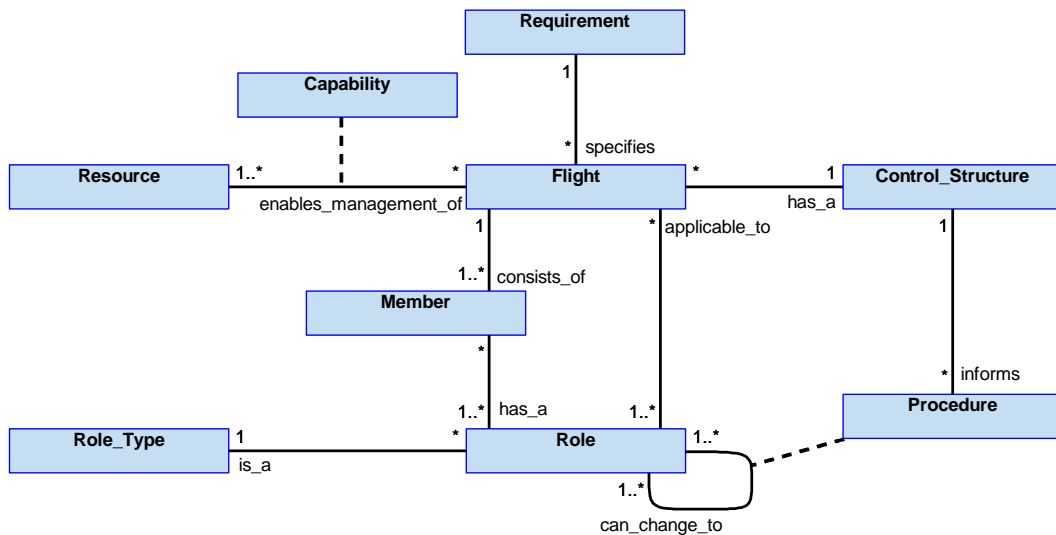 Requirement
1
* specifies
Capability
Resource
1..*
*
enables_management_of
Flight
*
1
has_a
Control_Structure
1
1..* consists_of
* applicable_to
1
Member
*
1..* has_a
1..*
* informs
Procedure
Role_Type
1
is_a
*
Role
1..*
1..*
can_change_to